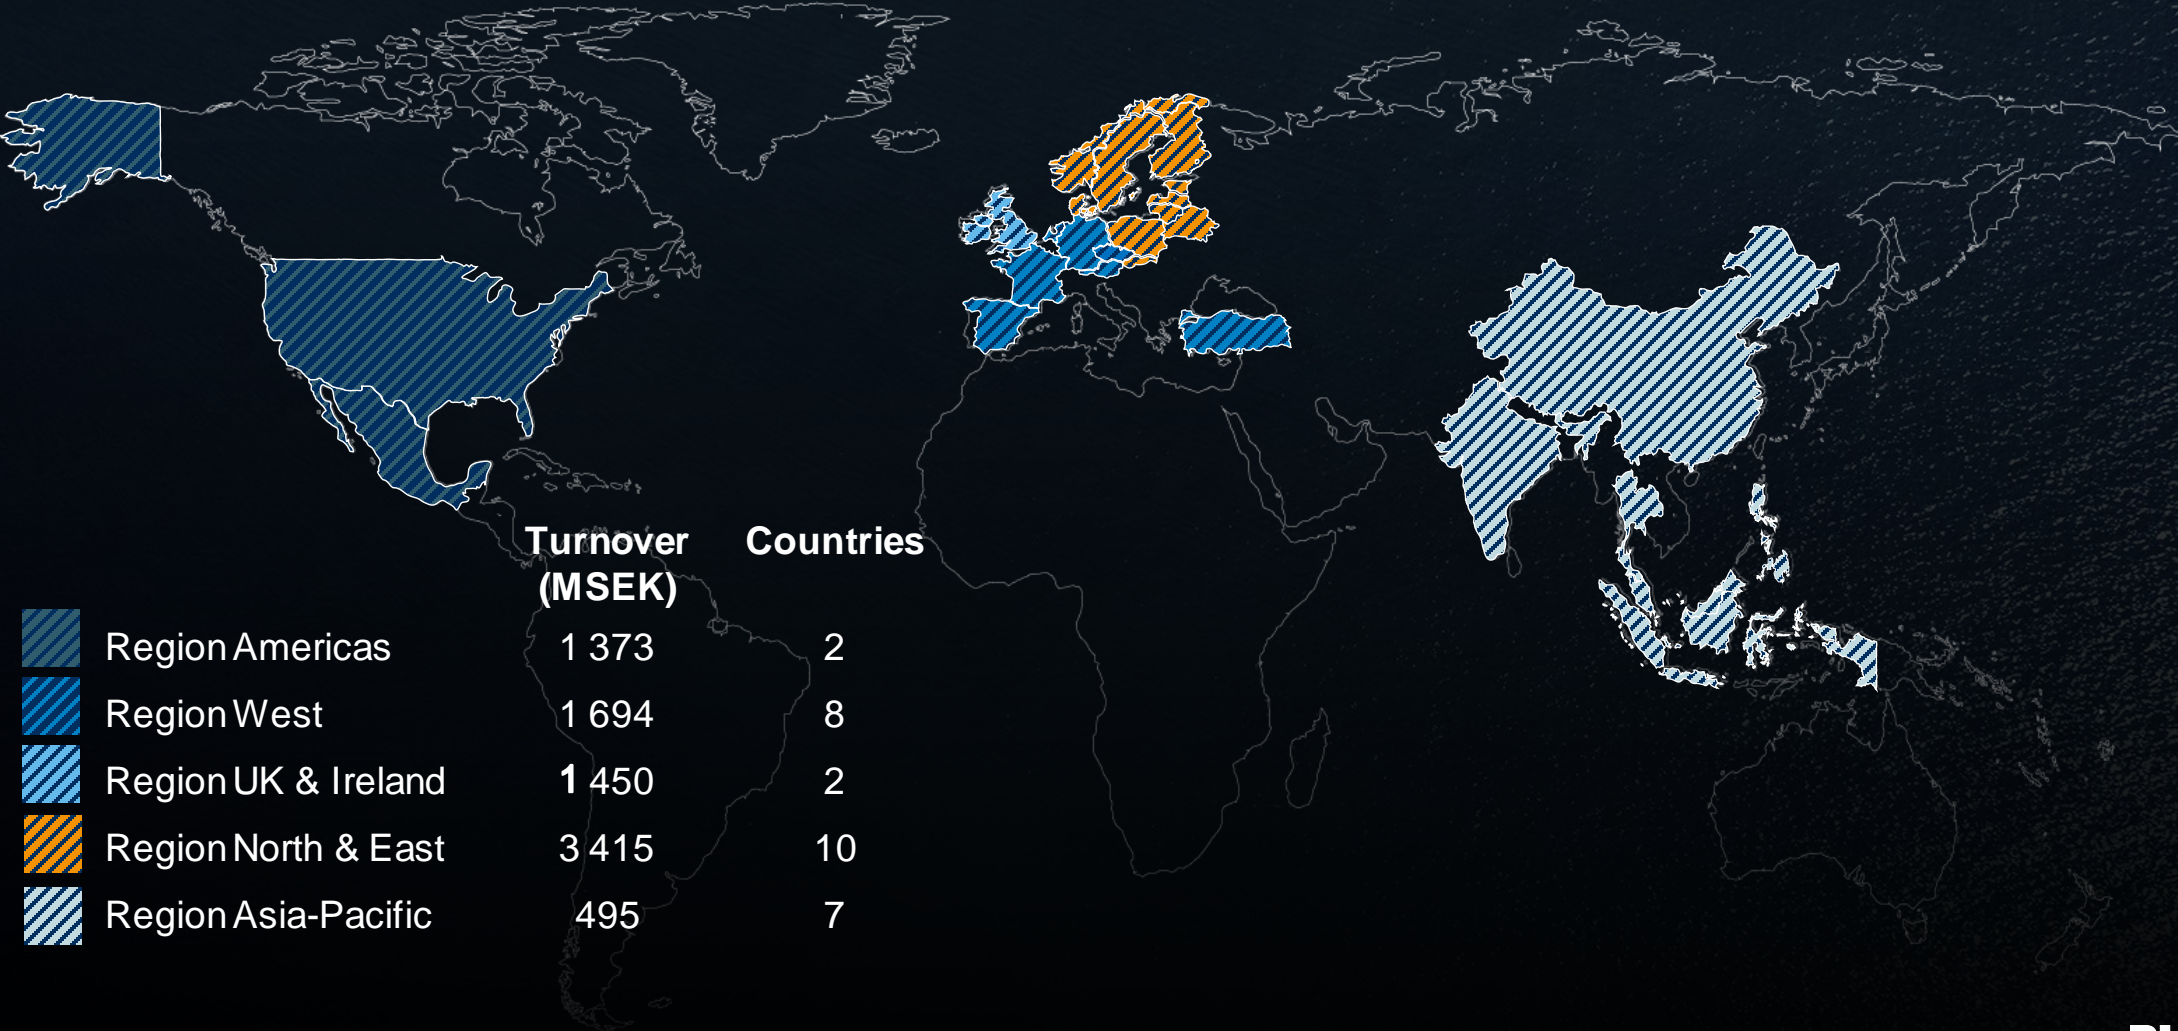 Turnover Countries
(MSEK)
Region Americas 1 373 2
Region West 1 694 8
Region UK & Ireland 1 450 2
Region North & East 3 415 10
Region Asia-Pacific 495 7